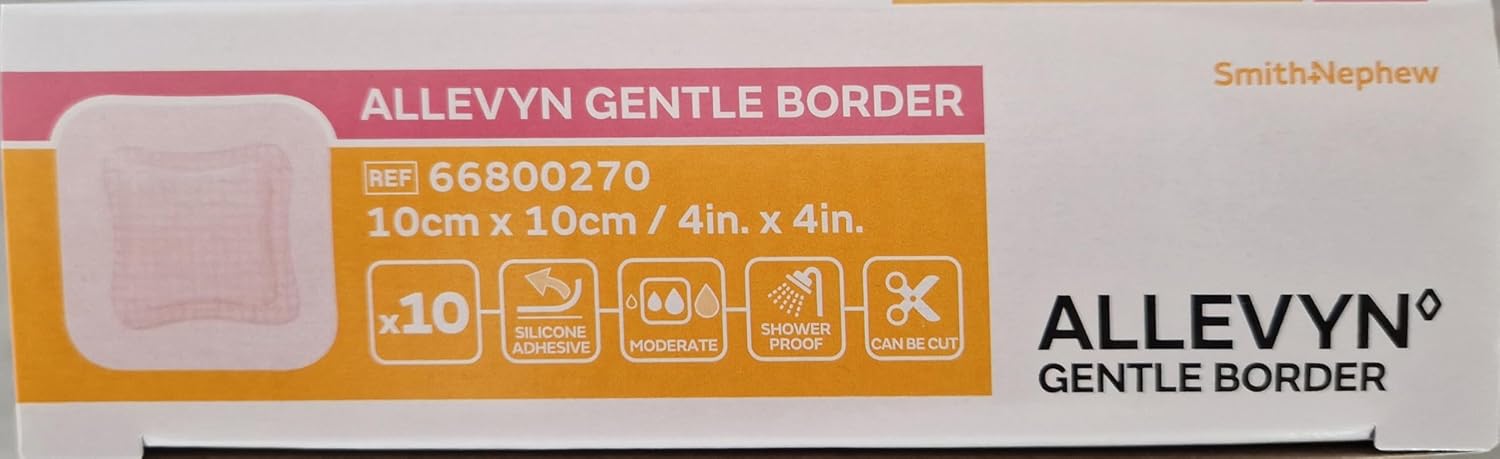 Smith+Nephew
ALLEVYN GENTLE BORDER
REF 66800270
10cm x 10cm / 4in. x 4in.
x10
SILICONE
ADHESIVE
MODERATE
SHOWER
PROOF
CAN BE CUT
ALLEVYN◊
GENTLE BORDER